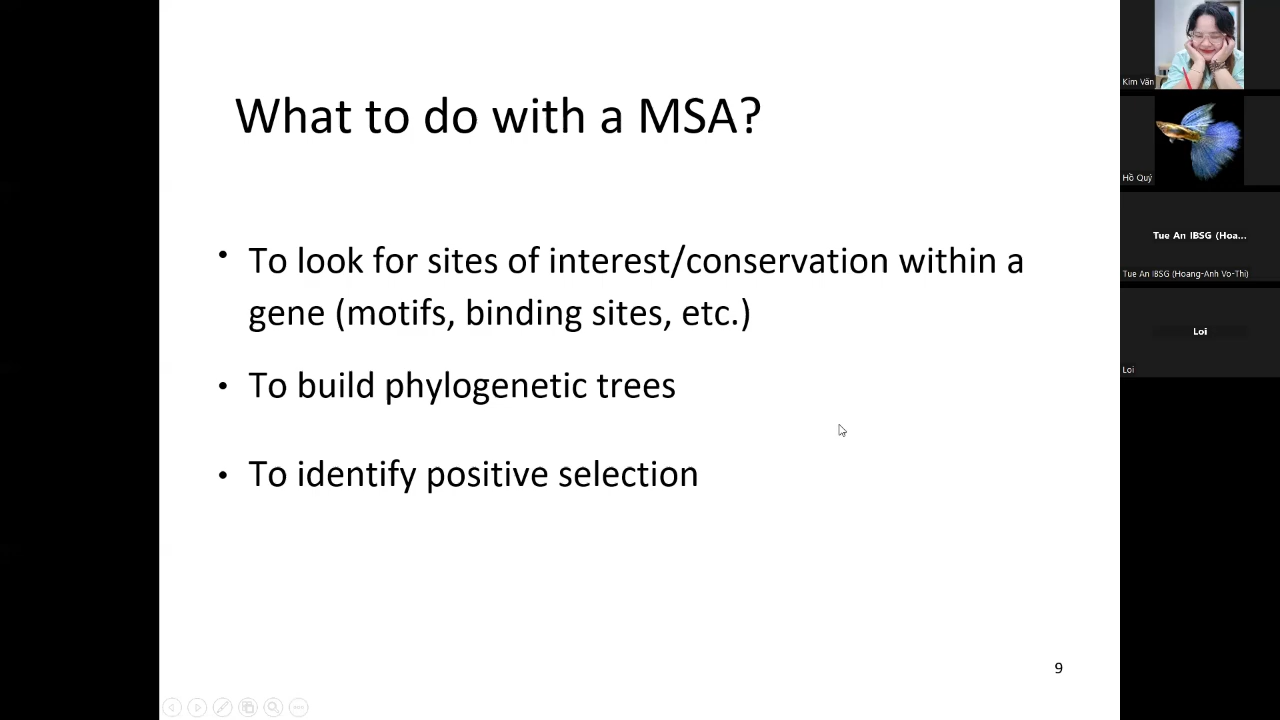 What to do with a MSA?
• To look for sites of interest/conservation within a
gene (motifs, binding sites, etc.)
• To build phylogenetic trees
• To identify positive selection
9
Kim Vân
Hồ Quý
Tue An IBSG (Hoa...
Tue An IBSG (Hoang-Anh Vo-Thi)
Loi
Loi